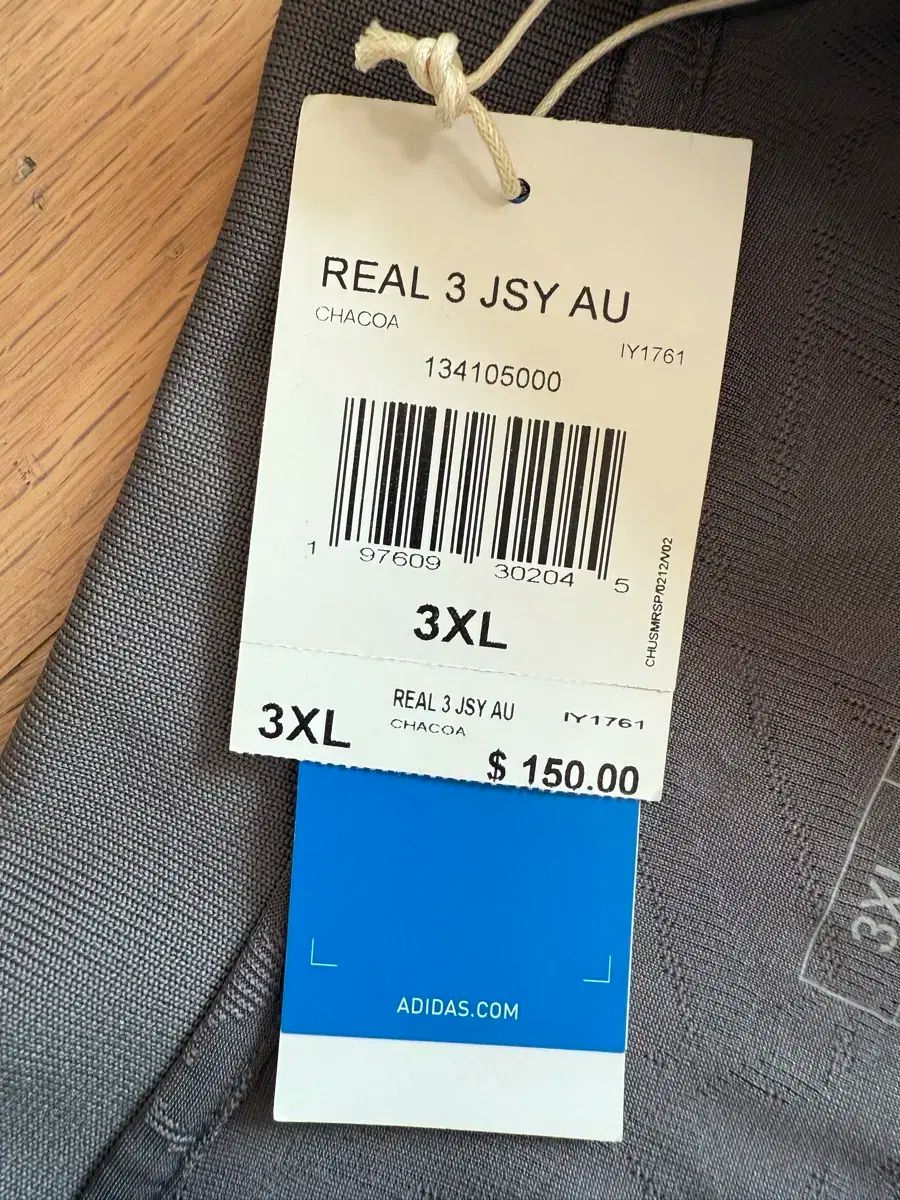 REAL 3 JSY AU
CHACOA
IY1761
134105000
1 97609 30204 5
3XL
CHUSMRSP/0212/V02
3XL
REAL 3 JSY AU
CHACOA
IY1761
$ 150.00
ADIDAS.COM
3XL